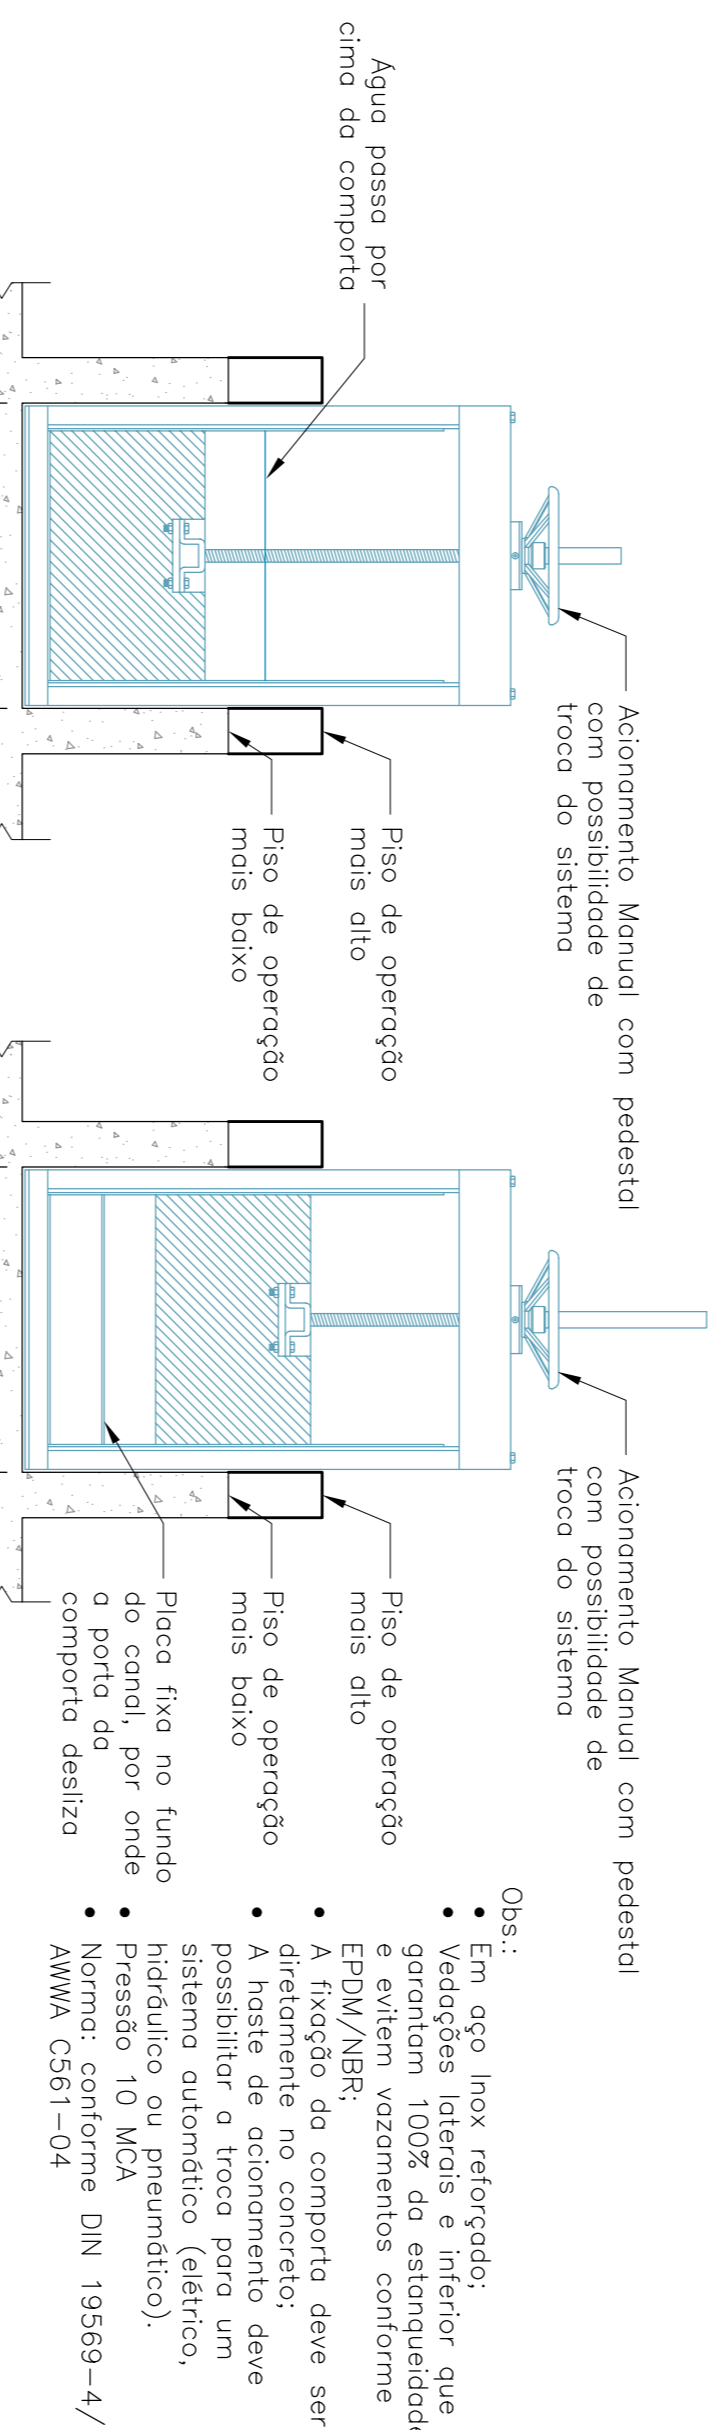 Água passa por
cima da comporta
Acionamento Manual com pedestal
com possibilidade de
troca do sistema
Piso de operação
mais alto
Piso de operação
mais baixo
Acionamento Manual com pedestal
com possibilidade de
troca do sistema
Piso de operação
mais alto
Piso de operação
mais baixo
Placa fixa no fundo
do canal, por onde
a porta da
comporta desliza
Obs.:
• Em aço Inox reforçado;
• Vedações laterais e inferior que
garantam 100% da estanqueidade
e evitem vazamentos conforme
EPDM/NBR;
• A fixação da comporta deve ser
diretamente no concreto;
• A haste de acionamento deve
possibilitar a troca para um
sistema automático (elétrico,
hidráulico ou pneumático).
• Pressão 10 MCA
• Norma: conforme DIN 19569-4/
AWWA C561-04